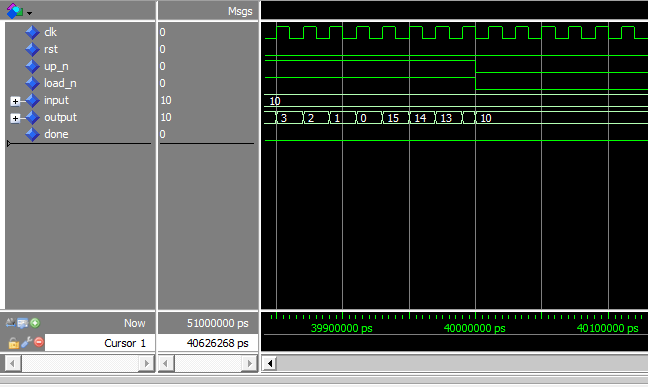 Msgs
clk 0
rst 0
up_n 0
load_n 0
input 10 10
output 10 3 2 1 0 15 14 13 10
done 0
Now 51000000 ps 39900000 ps 40000000 ps 40100000 ps
Cursor 1 40626268 ps